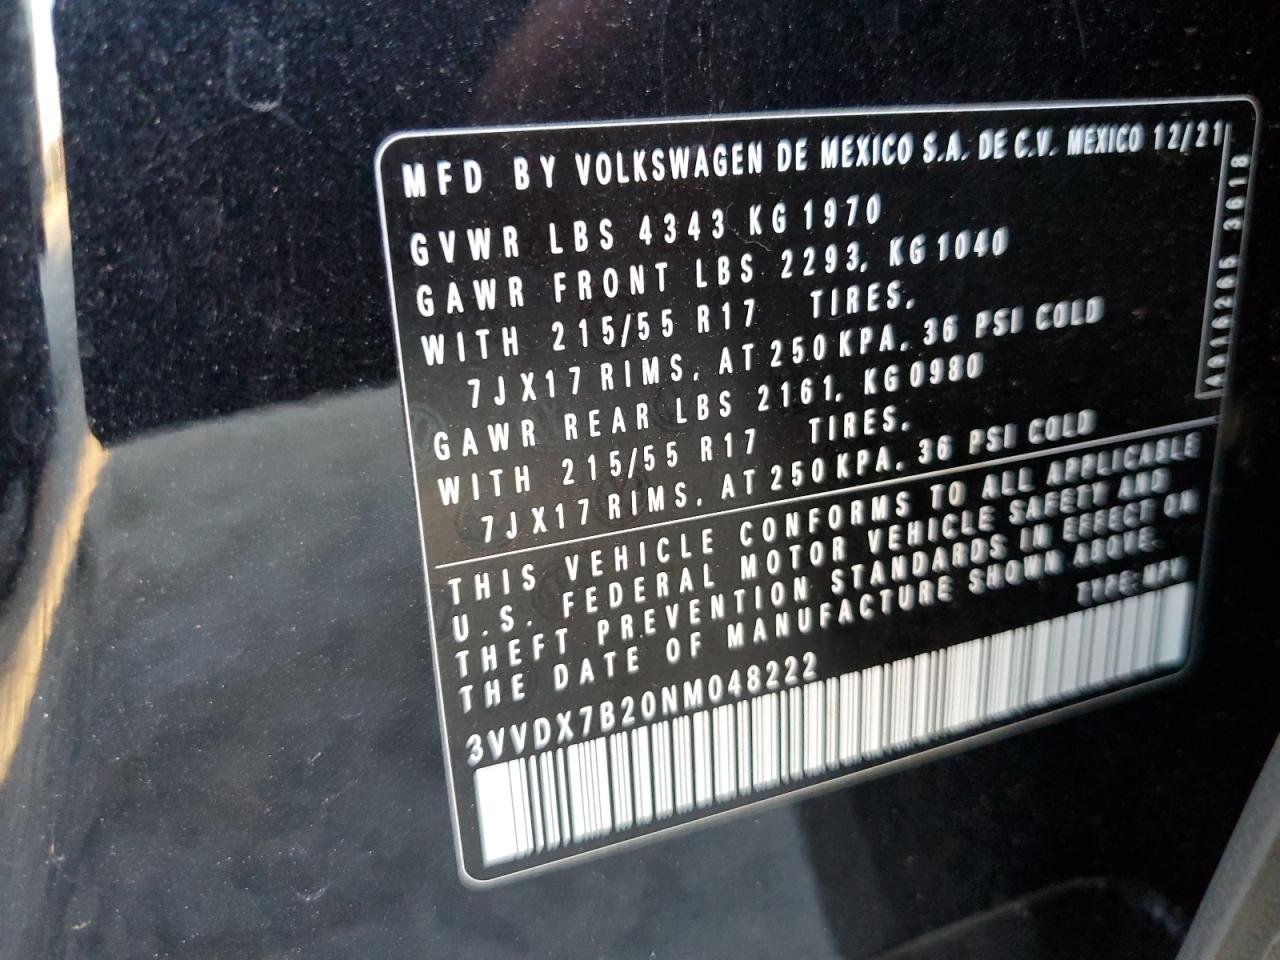 MFD BY VOLKSWAGEN DE MEXICO S.A. DE C.V. MEXICO 12/21
GVWR LBS 4343 KG 1970
GAWR FRONT LBS 2293, KG 1040
WITH 215/55 R17 TIRES,
7JX17 RIMS, AT 250 KPA, 36 PSI COLD
GAWR REAR LBS 2161, KG 0980
WITH 215/55 R17 TIRES,
7JX17 RIMS, AT 250 KPA, 36 PSI COLD
THIS VEHICLE CONFORMS TO ALL APPLICABLE
U.S. FEDERAL MOTOR VEHICLE SAFETY AND
THEFT PREVENTION STANDARDS IN EFFECT ON
THE DATE OF MANUFACTURE SHOWN ABOVE.
TYPE: MPV
3VVDX7B20NM048222
3618